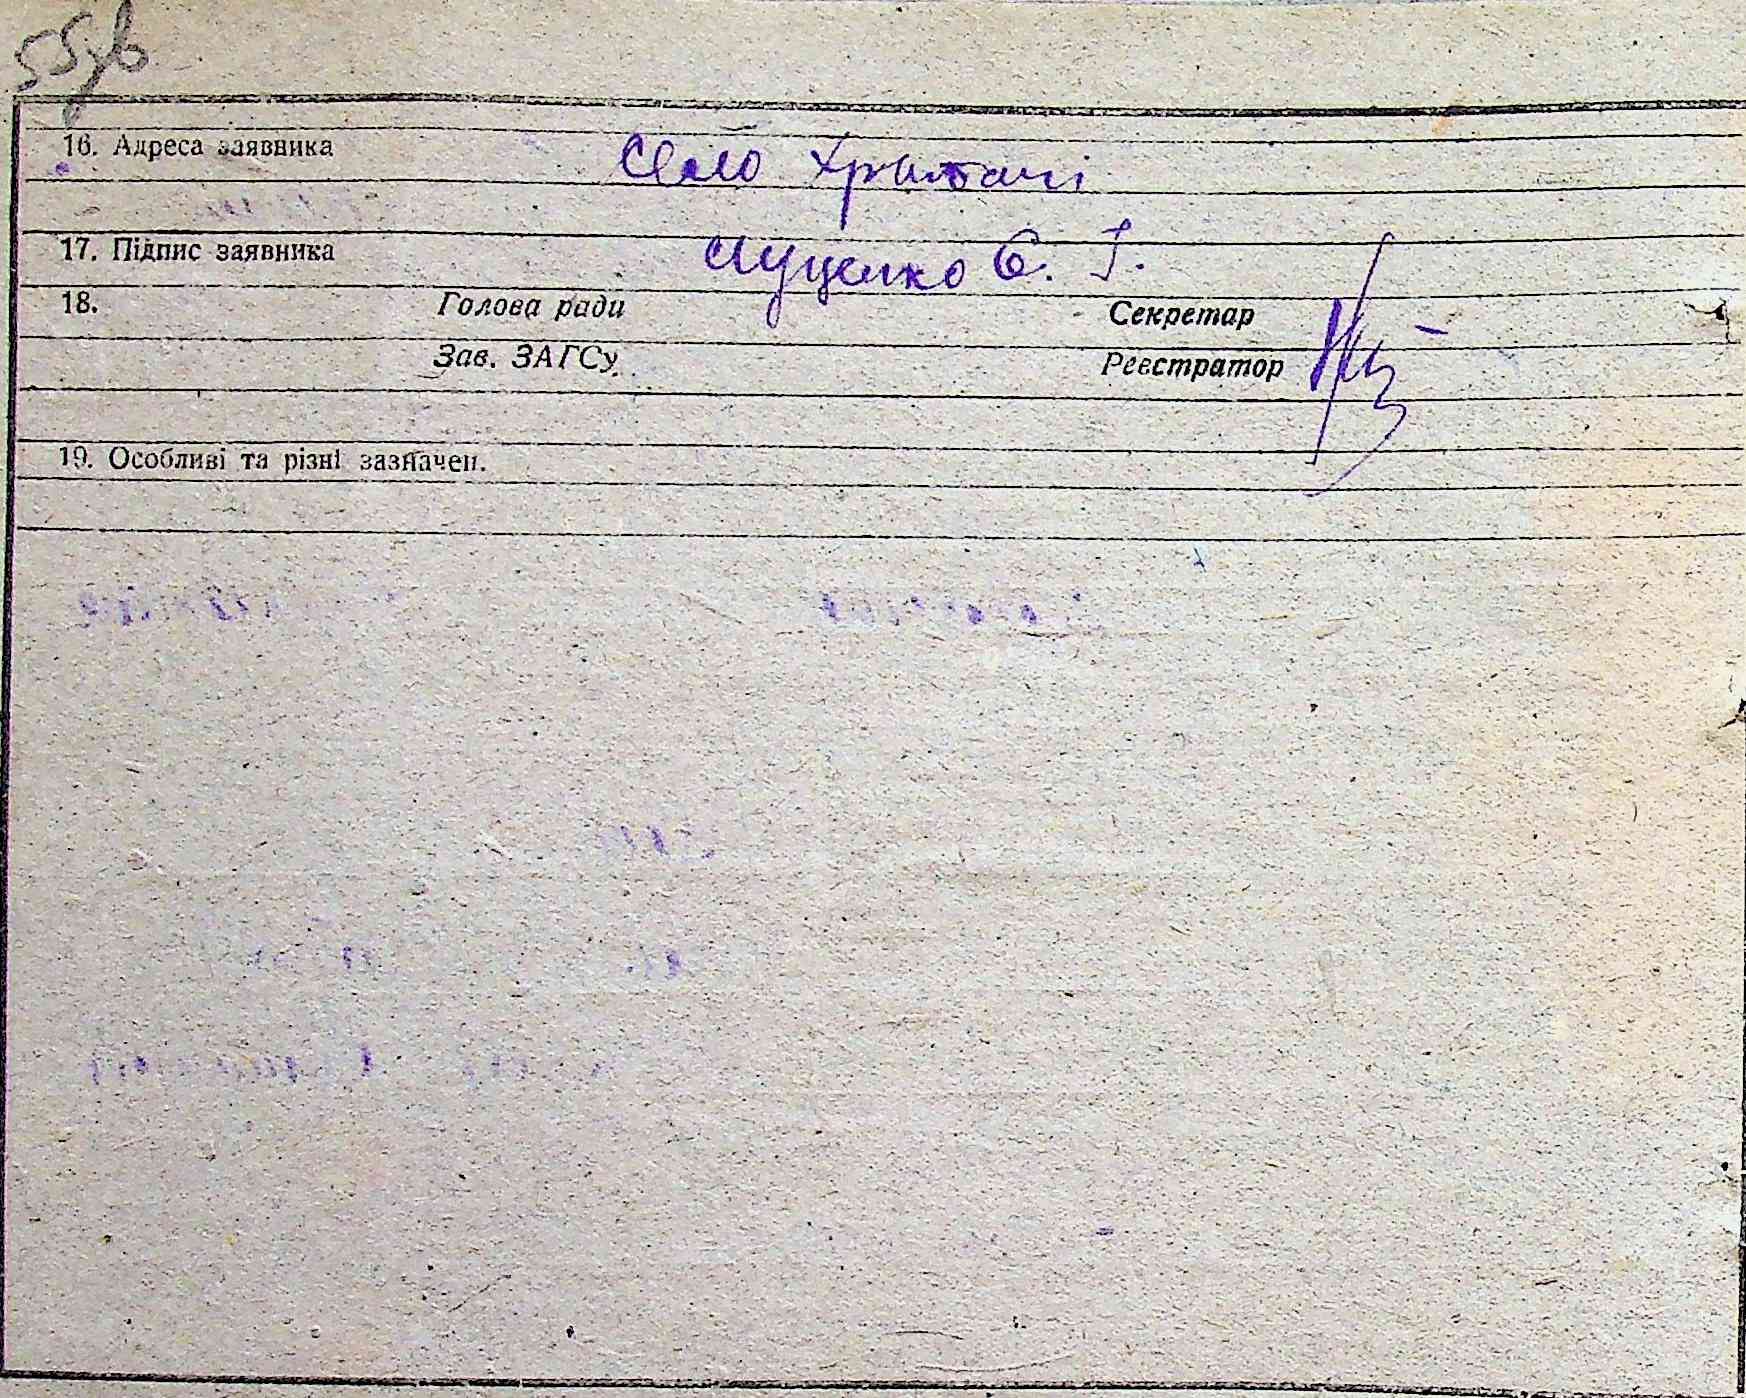 55зв
16. Адреса заявника Село Хрипачі
17. Підпис заявника Луценко Є. І.
18. Голова ради Секретар
Зав. ЗАГСу. Реєстратор
19. Особливі та різні зазначен.